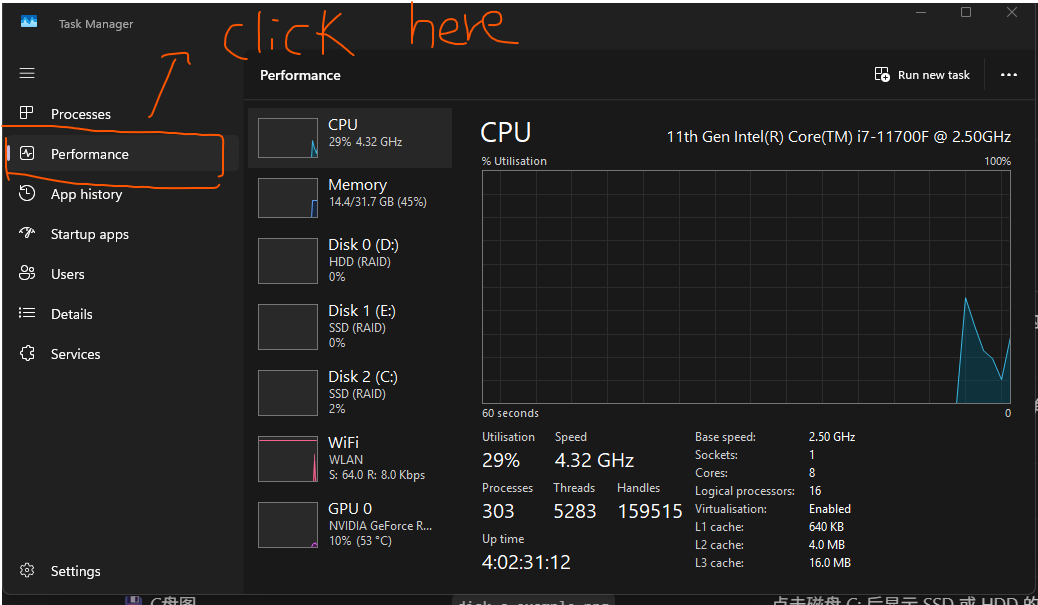 Task Manager
click here
Performance
Run new task
Processes
Performance
App history
Startup apps
Users
Details
Services
Settings
CPU
29% 4.32 GHz
Memory
14.4/31.7 GB (45%)
Disk 0 (D:)
HDD (RAID)
0%
Disk 1 (E:)
SSD (RAID)
0%
Disk 2 (C:)
SSD (RAID)
2%
WiFi
WLAN
S: 64.0 R: 8.0 Kbps
GPU 0
NVIDIA GeForce R...
10% (53 °C)
CPU
11th Gen Intel(R) Core(TM) i7-11700F @ 2.50GHz
% Utilisation
100%
60 seconds
0
Utilisation Speed
29% 4.32 GHz
Processes Threads Handles
303 5283 159515
Up time
4:02:31:12
Base speed: 2.50 GHz
Sockets: 1
Cores: 8
Logical processors: 16
Virtualisation: Enabled
L1 cache: 640 KB
L2 cache: 4.0 MB
L3 cache: 16.0 MB
C盘图
点击磁盘 C: 后显示 SSD 或 HDD 的